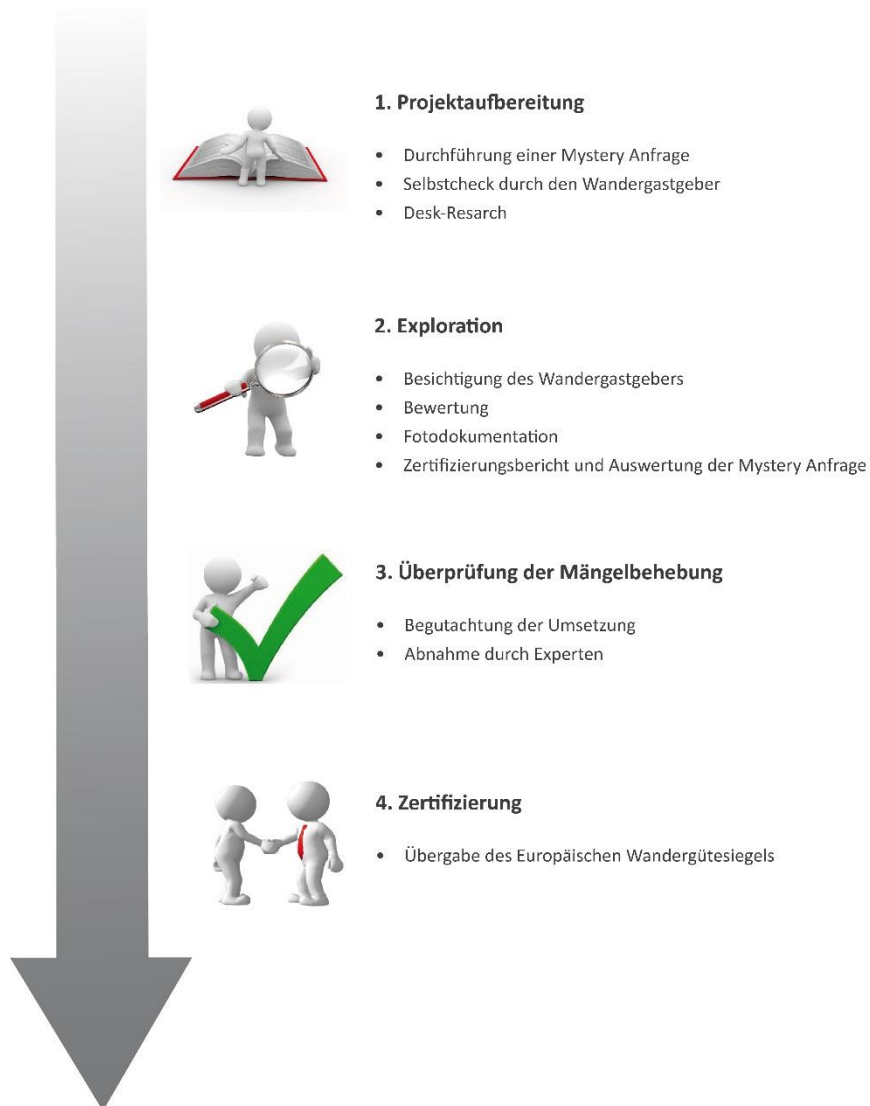 1. Projektaufbereitung
• Durchführung einer Mystery Anfrage
• Selbstcheck durch den Wandergastgeber
• Desk-Resarch
2. Exploration
• Besichtigung des Wandergastgebers
• Bewertung
• Fotodokumentation
• Zertifizierungsbericht und Auswertung der Mystery Anfrage
3. Überprüfung der Mängelbehebung
• Begutachtung der Umsetzung
• Abnahme durch Experten
4. Zertifizierung
• Übergabe des Europäischen Wandergütesiegels